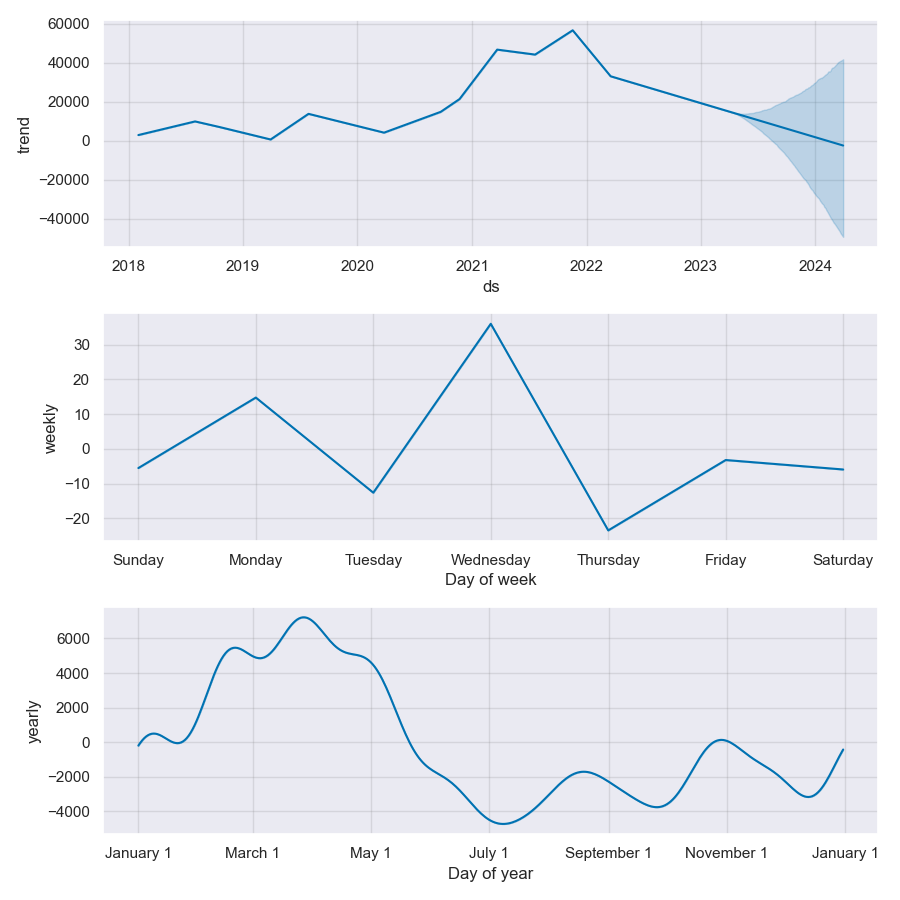 60000
40000
20000
0
−20000
−40000
trend
2018 2019 2020 2021 2022 2023 2024
ds
30
20
10
0
−10
−20
weekly
Sunday Monday Tuesday Wednesday Thursday Friday Saturday
Day of week
6000
4000
2000
0
−2000
−4000
yearly
January 1 March 1 May 1 July 1 September 1 November 1 January 1
Day of year